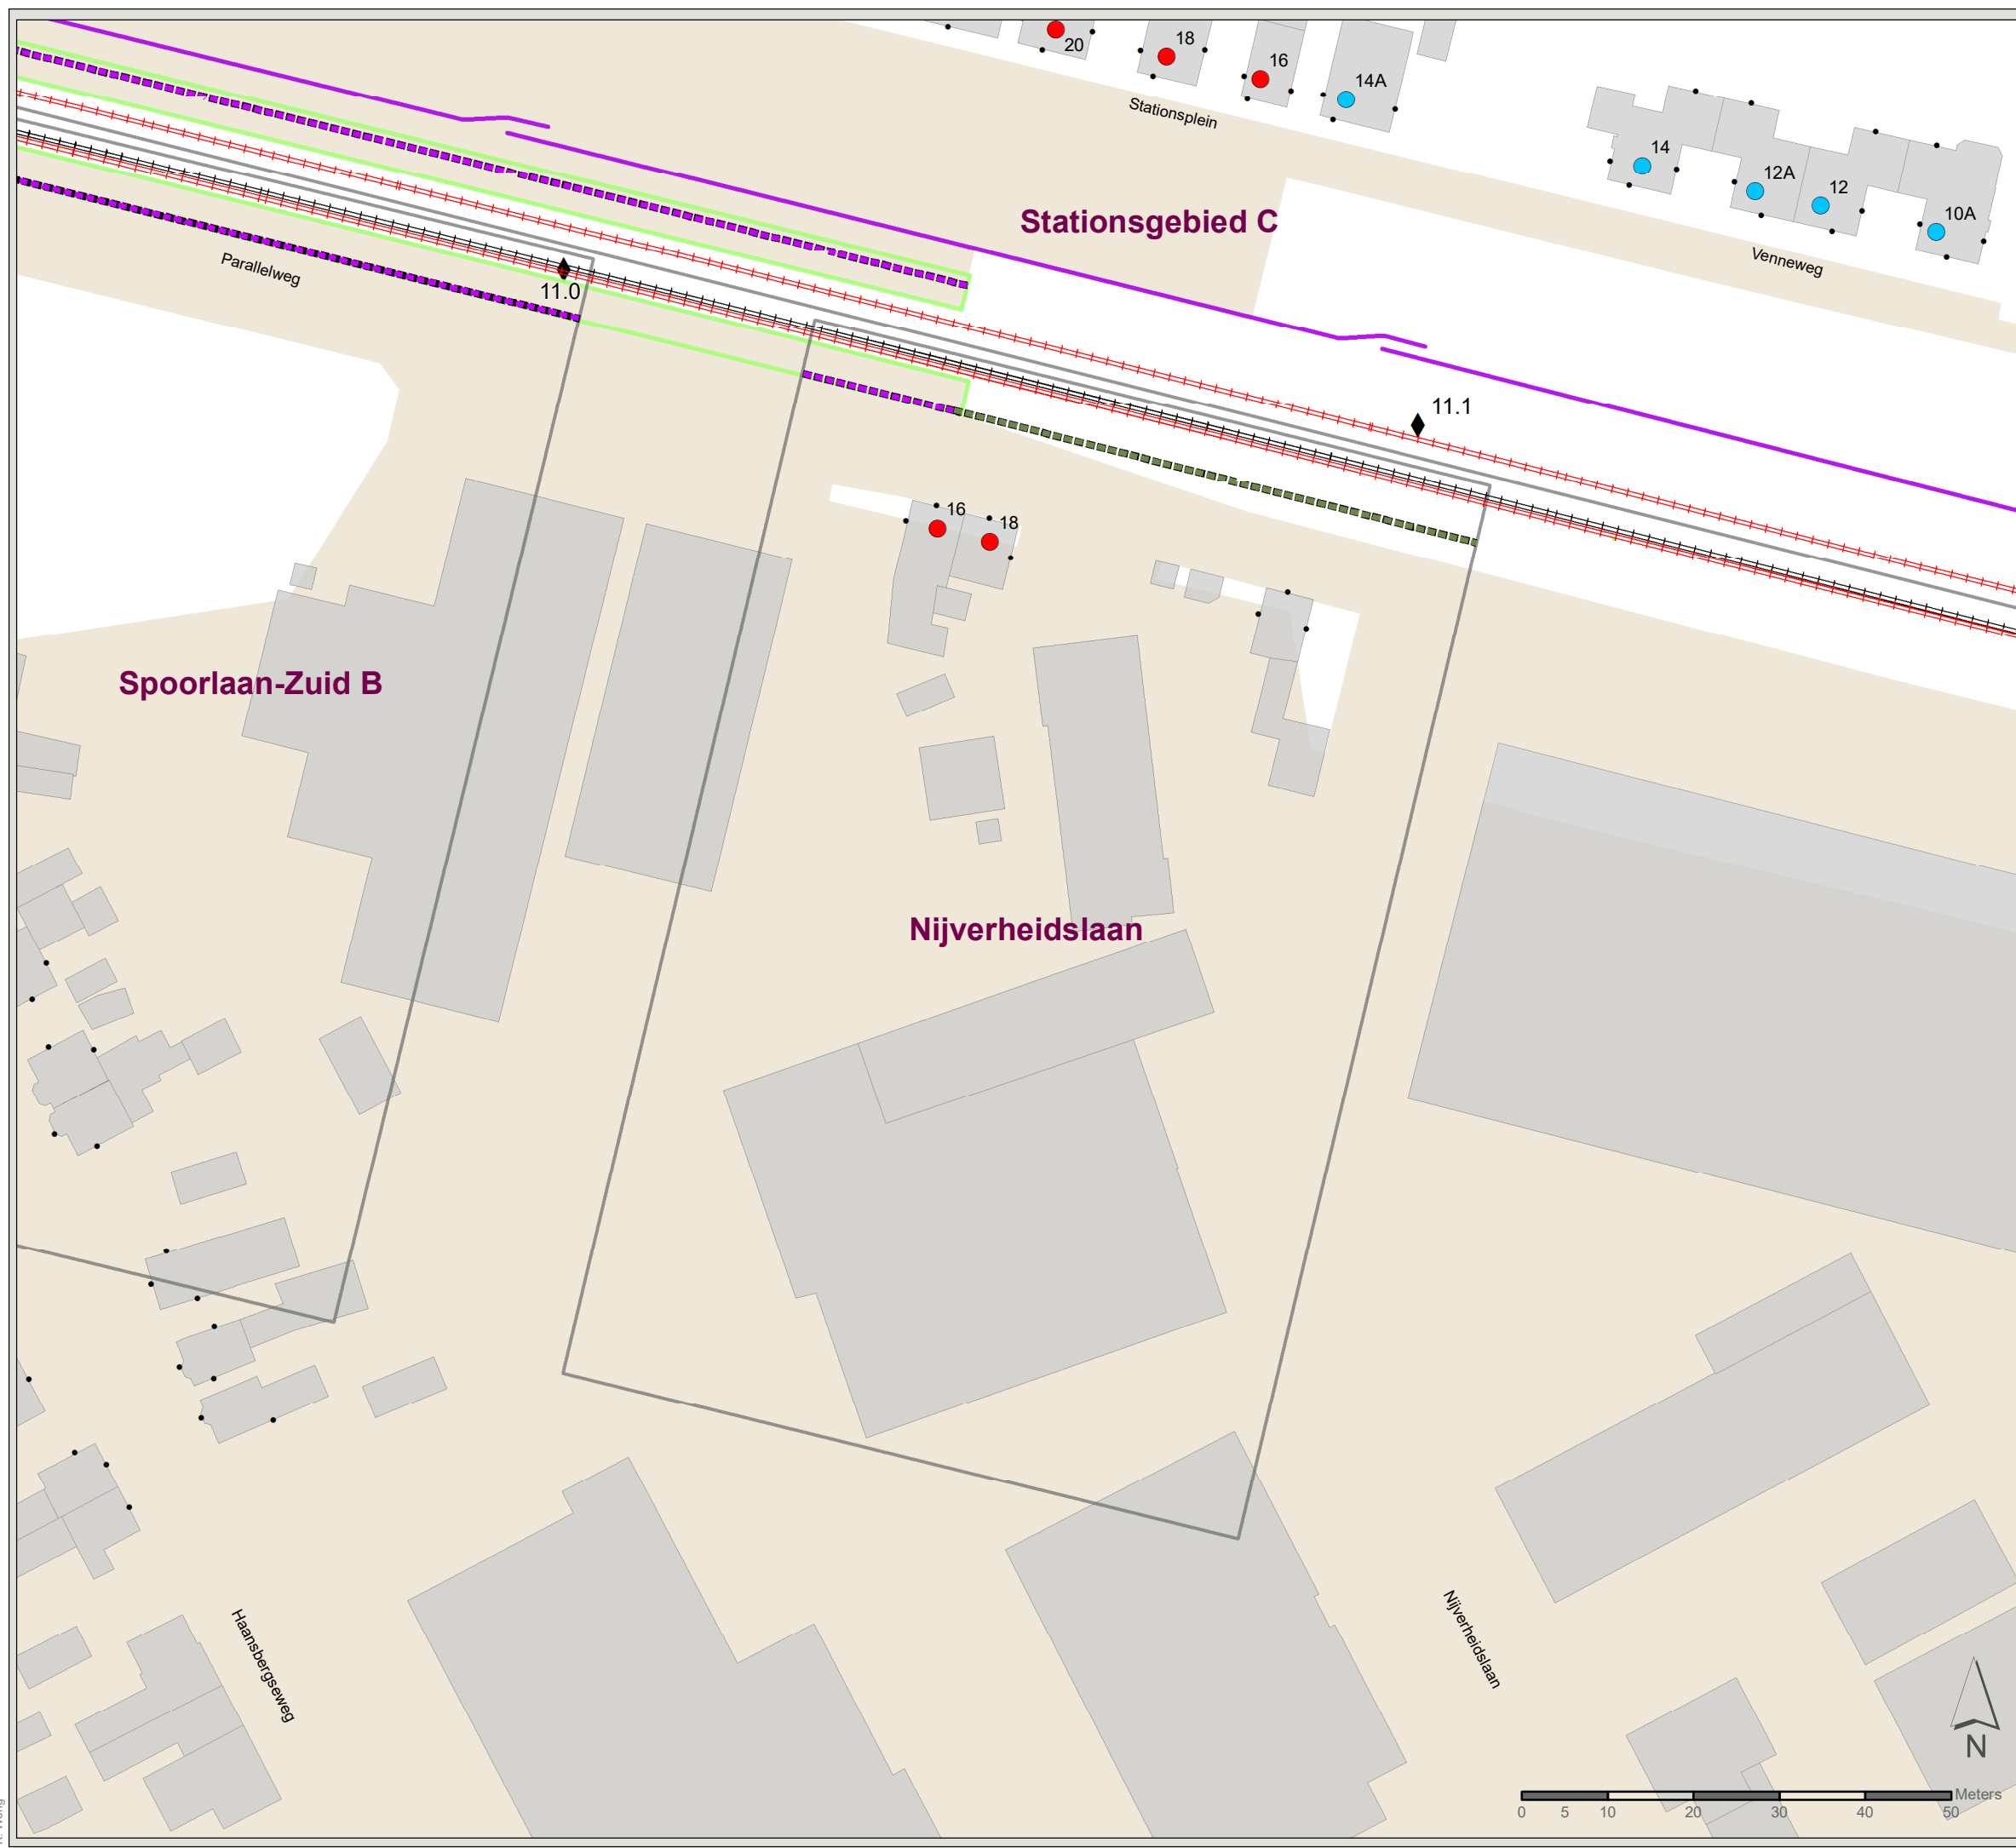 20
18
16
14A
Stationsplein
14
12A
12
10A
Stationsgebied C
Venneweg
Parallelweg
11.0
11.1
16
18
Spoorlaan-Zuid B
Nijverheidslaan
Haansbergseweg
Nijverheidslaan
N
Meters
0 5 10 20 30 40 50